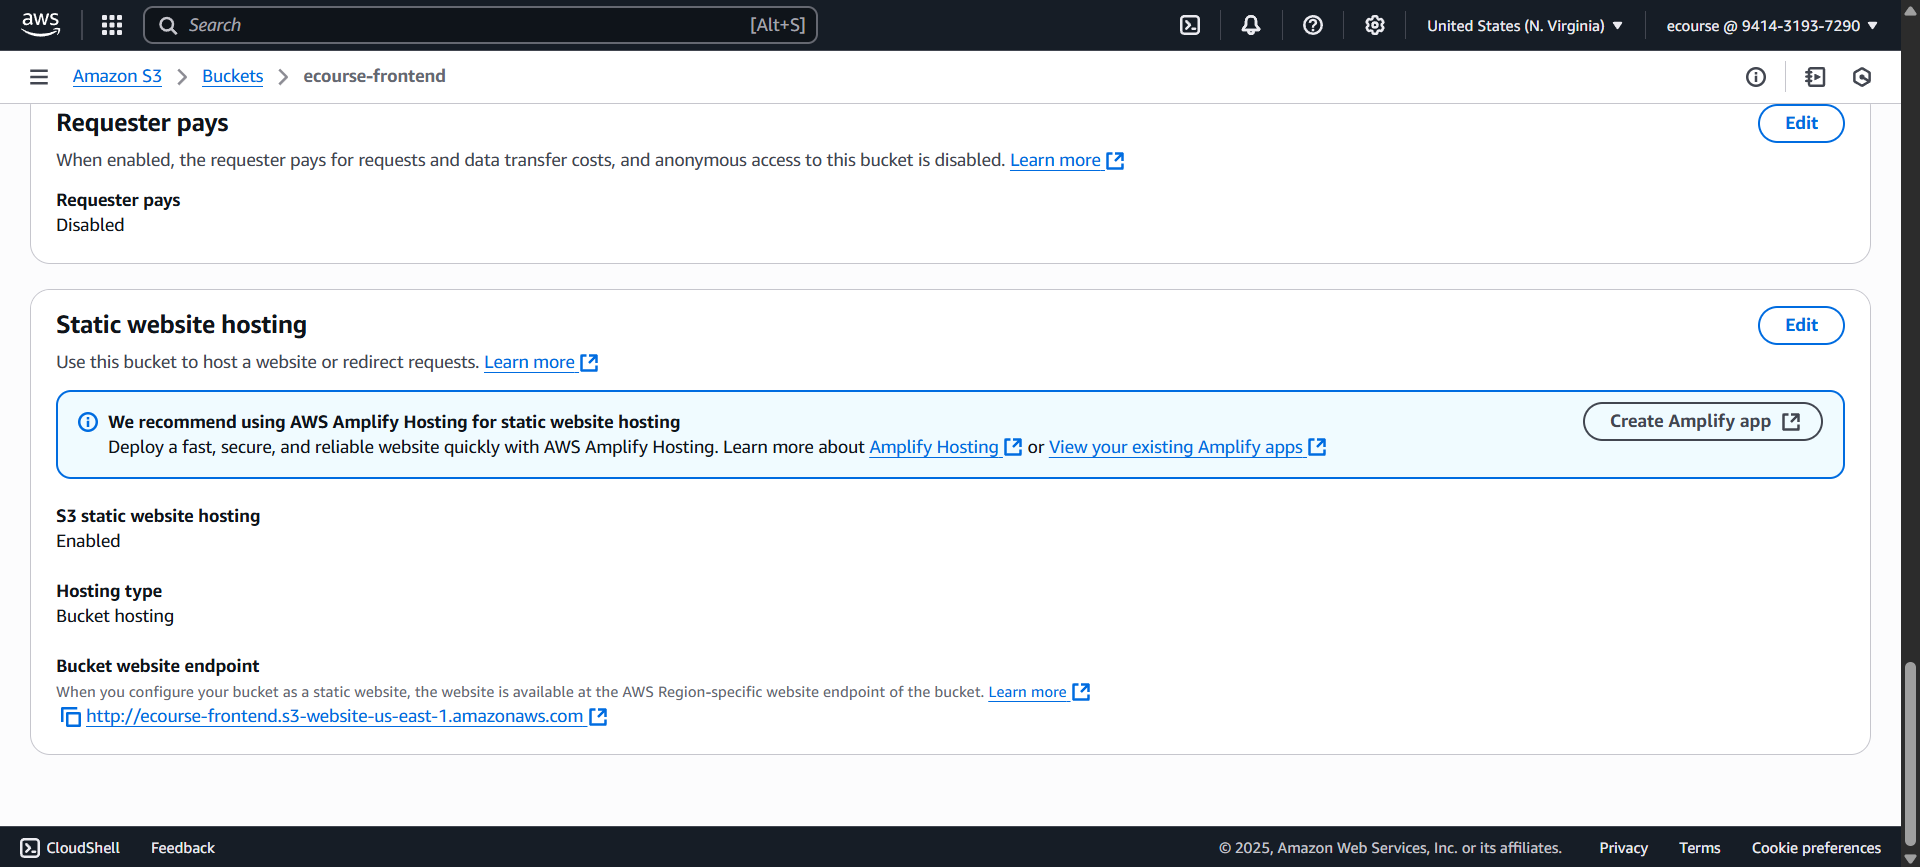 aws
Search [Alt+S]
United States (N. Virginia)
ecourse @ 9414-3193-7290
Amazon S3 > Buckets > ecourse-frontend
Requester pays
Edit
When enabled, the requester pays for requests and data transfer costs, and anonymous access to this bucket is disabled. Learn more
Requester pays
Disabled
Static website hosting
Edit
Use this bucket to host a website or redirect requests. Learn more
We recommend using AWS Amplify Hosting for static website hosting
Create Amplify app
Deploy a fast, secure, and reliable website quickly with AWS Amplify Hosting. Learn more about Amplify Hosting or View your existing Amplify apps
S3 static website hosting
Enabled
Hosting type
Bucket hosting
Bucket website endpoint
When you configure your bucket as a static website, the website is available at the AWS Region-specific website endpoint of the bucket. Learn more
http://ecourse-frontend.s3-website-us-east-1.amazonaws.com
CloudShell Feedback © 2025, Amazon Web Services, Inc. or its affiliates. Privacy Terms Cookie preferences